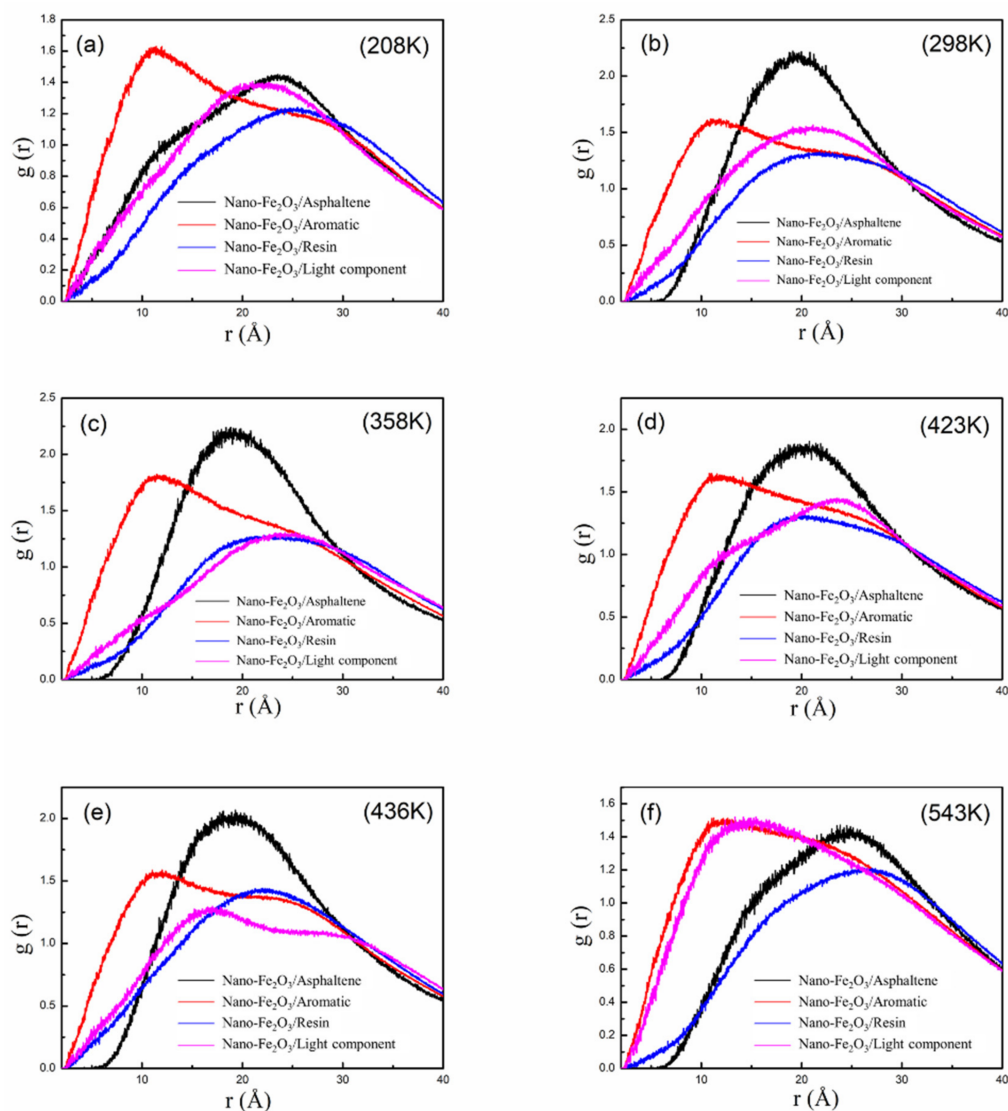 (a)
(208K)
g (r)
1.8
1.6
1.4
1.2
1.0
0.8
0.6
0.4
0.2
0.0
Nano-Fe₂O₃/Asphaltene
Nano-Fe₂O₃/Aromatic
Nano-Fe₂O₃/Resin
Nano-Fe₂O₃/Light component
10 20 30 40
r (Å)
(b)
(298K)
g (r)
2.5
2.0
1.5
1.0
0.5
0.0
Nano-Fe₂O₃/Asphaltene
Nano-Fe₂O₃/Aromatic
Nano-Fe₂O₃/Resin
Nano-Fe₂O₃/Light component
10 20 30 40
r (Å)
(c)
(358K)
g (r)
2.5
2.0
1.5
1.0
0.5
0.0
Nano-Fe₂O₃/Asphaltene
Nano-Fe₂O₃/Aromatic
Nano-Fe₂O₃/Resin
Nano-Fe₂O₃/Light component
10 20 30 40
r (Å)
(d)
(423K)
g (r)
2.0
1.5
1.0
0.5
0.0
Nano-Fe₂O₃/Asphaltene
Nano-Fe₂O₃/Aromatic
Nano-Fe₂O₃/Resin
Nano-Fe₂O₃/Light component
10 20 30 40
r (Å)
(e)
(436K)
g (r)
2.0
1.5
1.0
0.5
0.0
Nano-Fe₂O₃/Asphaltene
Nano-Fe₂O₃/Aromatic
Nano-Fe₂O₃/Resin
Nano-Fe₂O₃/Light component
10 20 30 40
r (Å)
(f)
(543K)
g (r)
1.6
1.4
1.2
1.0
0.8
0.6
0.4
0.2
0.0
Nano-Fe₂O₃/Asphaltene
Nano-Fe₂O₃/Aromatic
Nano-Fe₂O₃/Resin
Nano-Fe₂O₃/Light component
10 20 30 40
r (Å)